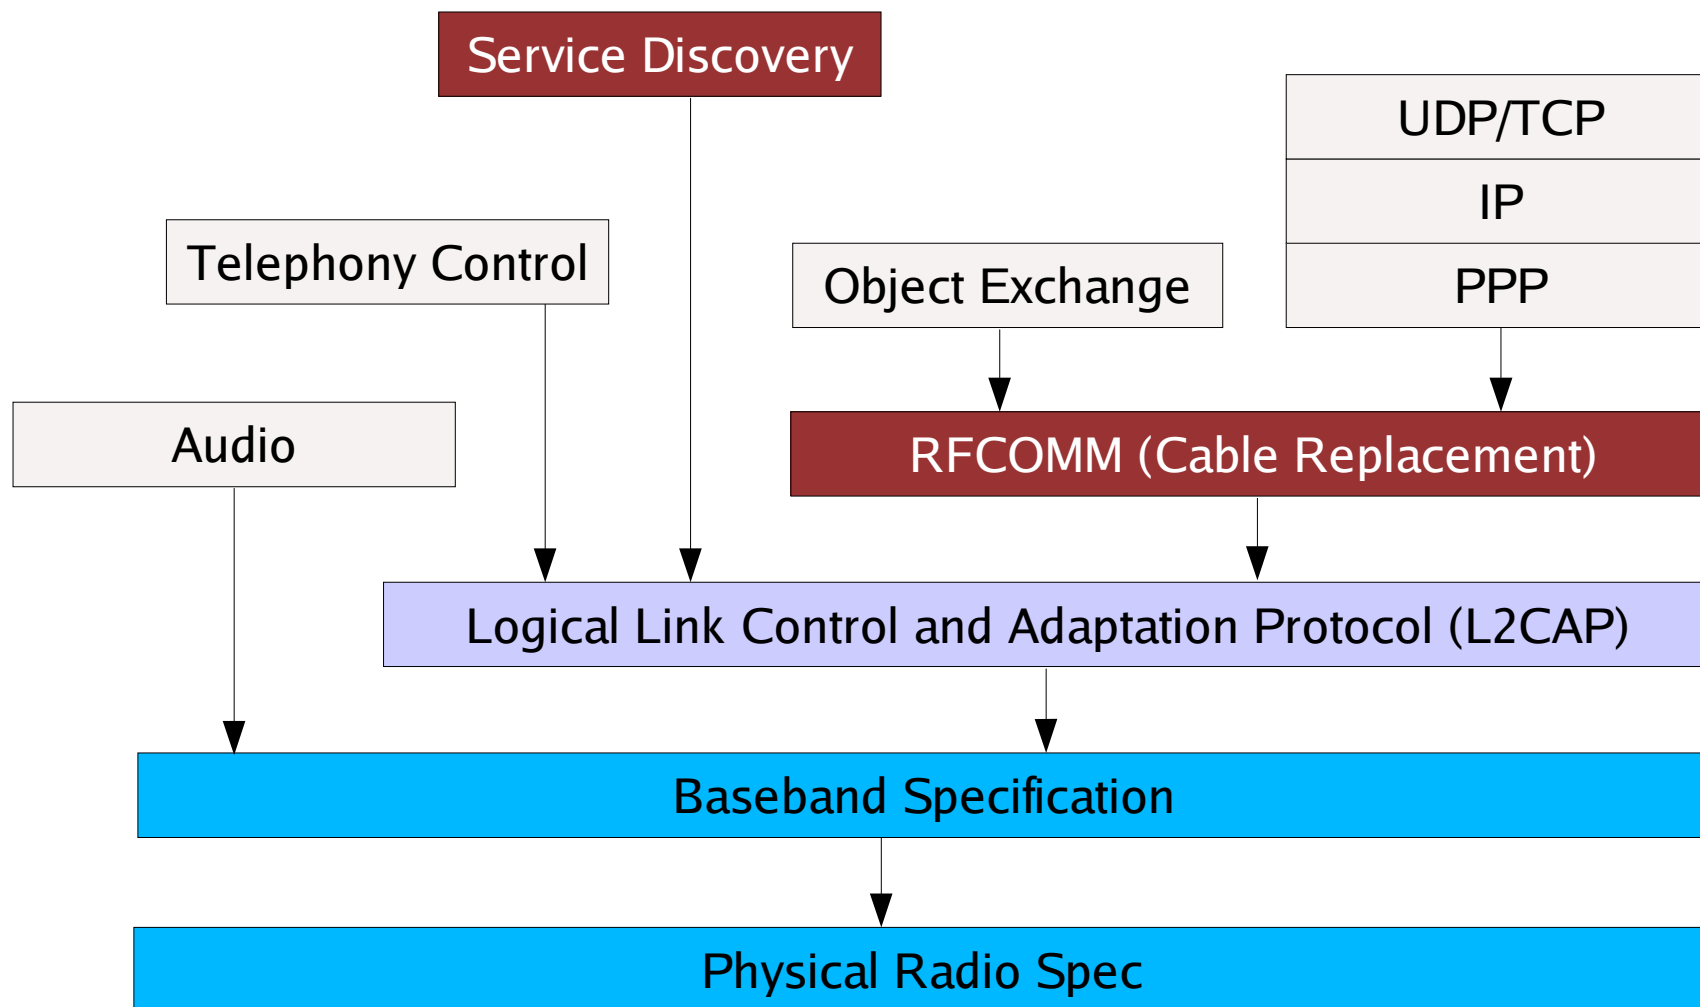 Service Discovery
UDP/TCP
IP
Telephony Control
Object Exchange
PPP
Audio
RFCOMM (Cable Replacement)
Logical Link Control and Adaptation Protocol (L2CAP)
Baseband Specification
Physical Radio Spec